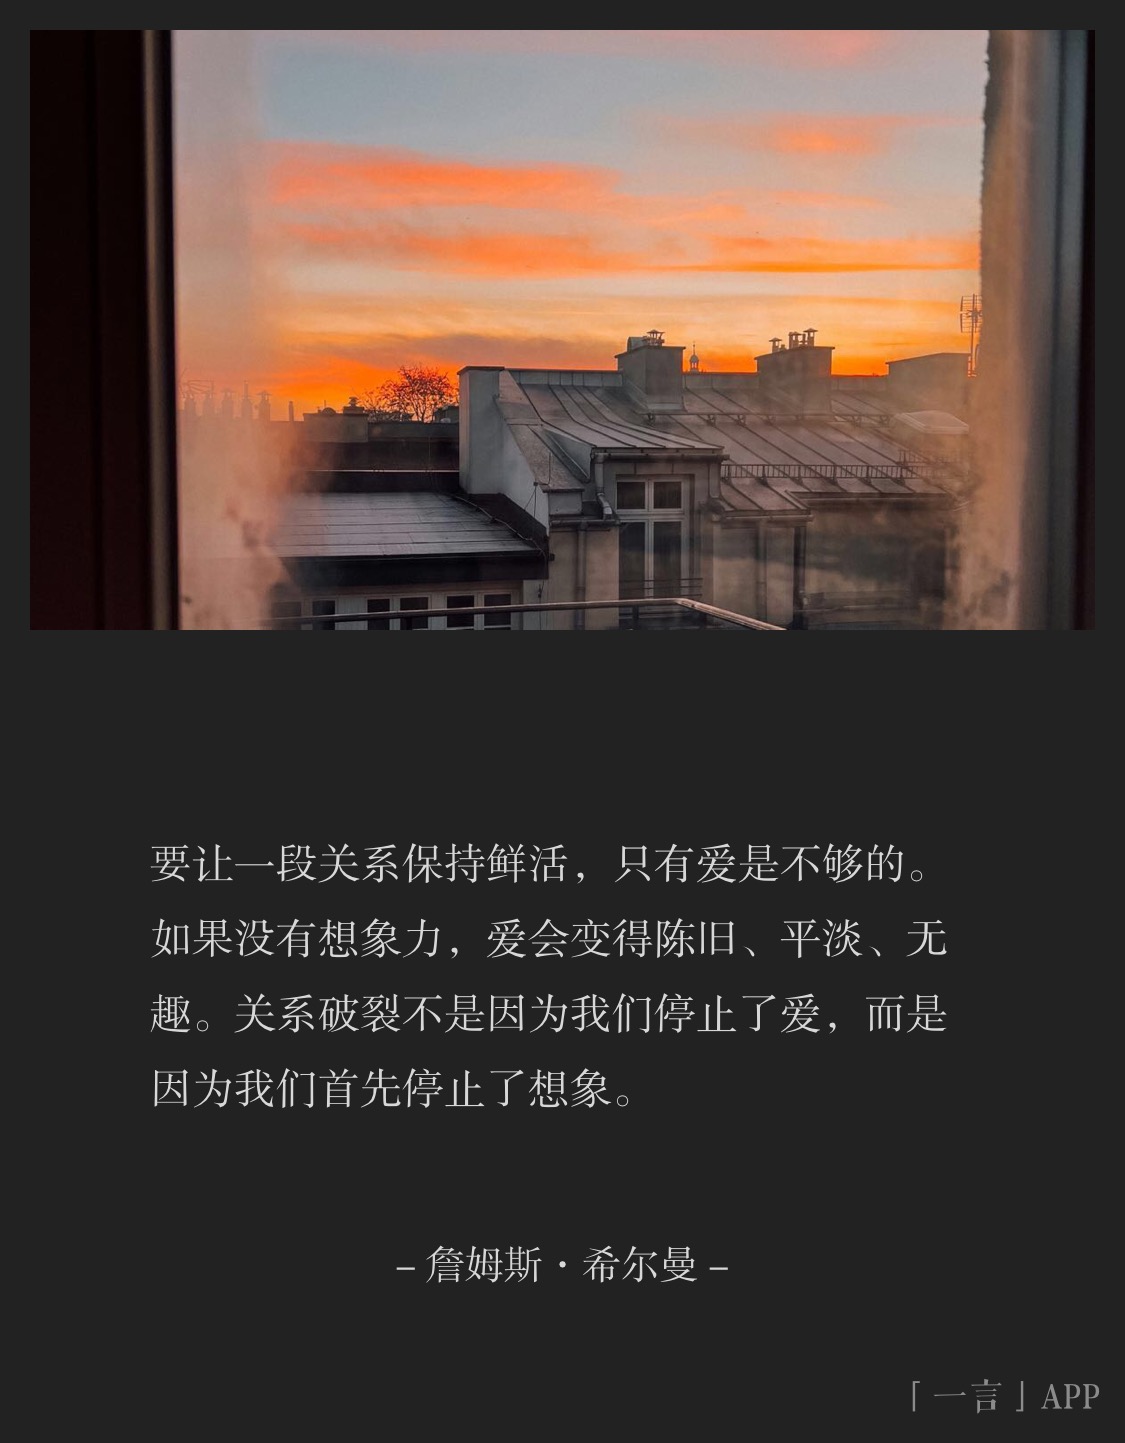 要让一段关系保持鲜活，只有爱是不够的。
如果没有想象力，爱会变得陈旧、平淡、无
趣。关系破裂不是因为我们停止了爱，而是
因为我们首先停止了想象。
– 詹姆斯·希尔曼 –
「一言」APP